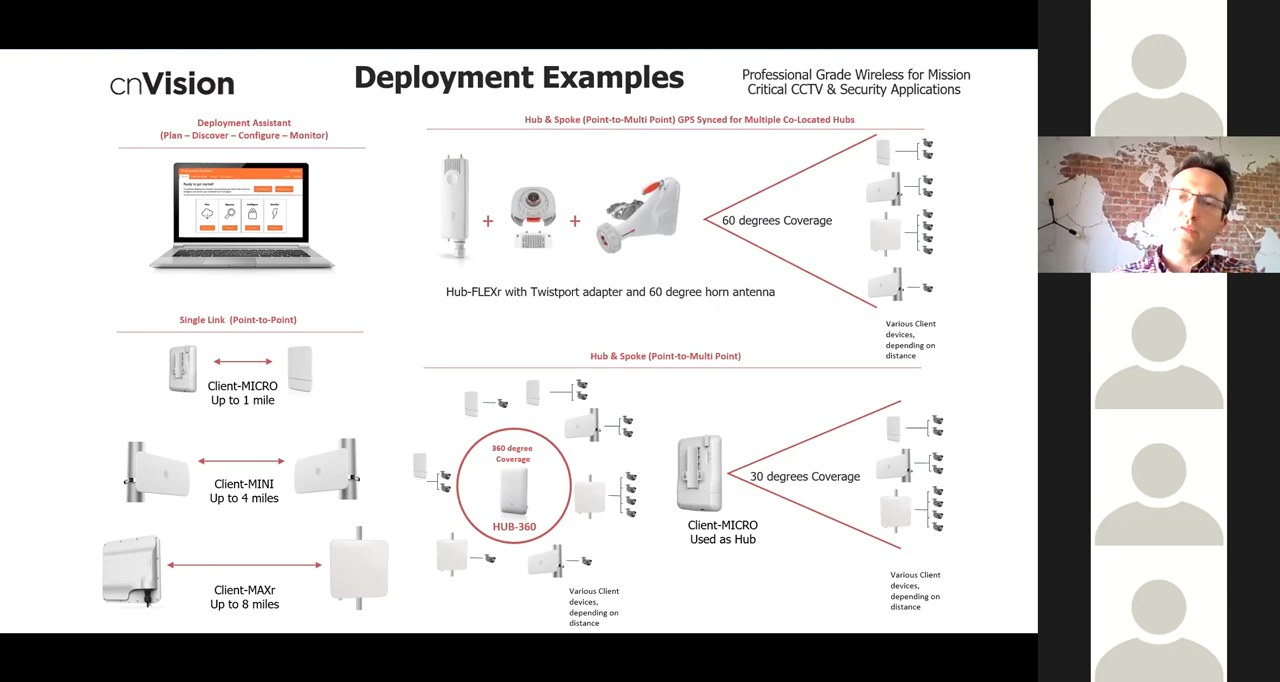 cnVision
Deployment Examples
Professional Grade Wireless for Mission
Critical CCTV & Security Applications
Deployment Assistant
(Plan – Discover – Configure – Monitor)
Hub & Spoke (Point-to-Multi Point) GPS Synced for Multiple Co-Located Hubs
Ready to get started?
+
+
60 degrees Coverage
Hub-FLEXr with Twistport adapter and 60 degree horn antenna
Various Client
devices,
depending on
distance
Single Link (Point-to-Point)
Client-MICRO
Up to 1 mile
Client-MINI
Up to 4 miles
Client-MAXr
Up to 8 miles
Hub & Spoke (Point-to-Multi Point)
360 degree
Coverage
HUB-360
Various Client
devices,
depending on
distance
Client-MICRO
Used as Hub
30 degrees Coverage
Various Client
devices,
depending on
distance